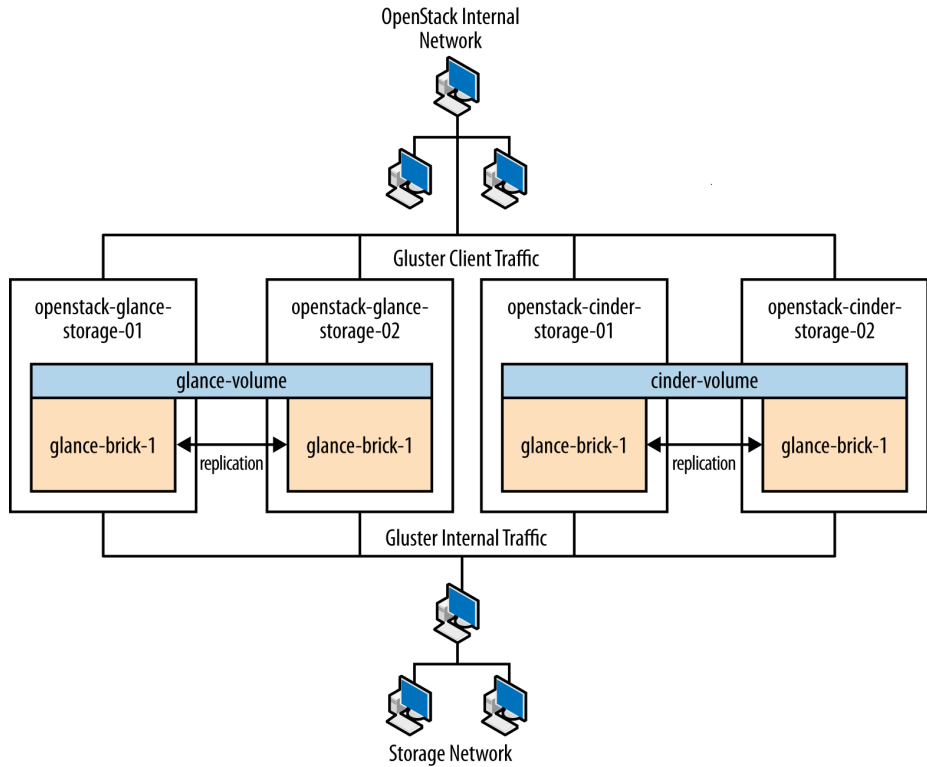 OpenStack Internal
Network
Gluster Client Traffic
openstack-glance-
storage-01
openstack-glance-
storage-02
openstack-cinder-
storage-01
openstack-cinder-
storage-02
glance-volume
cinder-volume
glance-brick-1
replication
glance-brick-1
glance-brick-1
replication
glance-brick-1
Gluster Internal Traffic
Storage Network